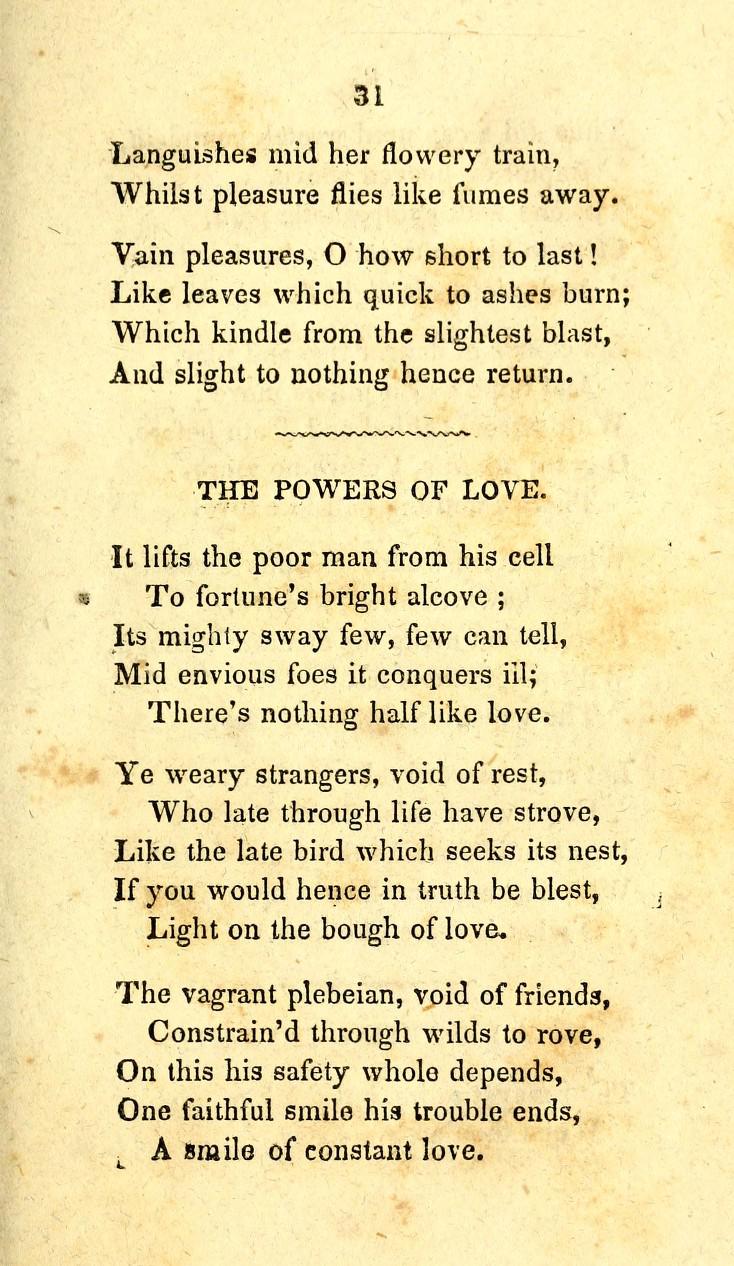 31
Languishes mid her flowery train,
Whilst pleasure flies like fumes away.
Vain pleasures, O how short to last!
Like leaves which quick to ashes burn;
Which kindle from the slightest blast,
And slight to nothing hence return.
THE POWERS OF LOVE.
It lifts the poor man from his cell
To fortune's bright alcove ;
Its mighty sway few, few can tell,
Mid envious foes it conquers ill;
There's nothing half like love.
Ye weary strangers, void of rest,
Who late through life have strove,
Like the late bird which seeks its nest,
If you would hence in truth be blest,
Light on the bough of love.
The vagrant plebeian, void of friends,
Constrain'd through wilds to rove,
On this his safety whole depends,
One faithful smile his trouble ends,
A smile of constant love.